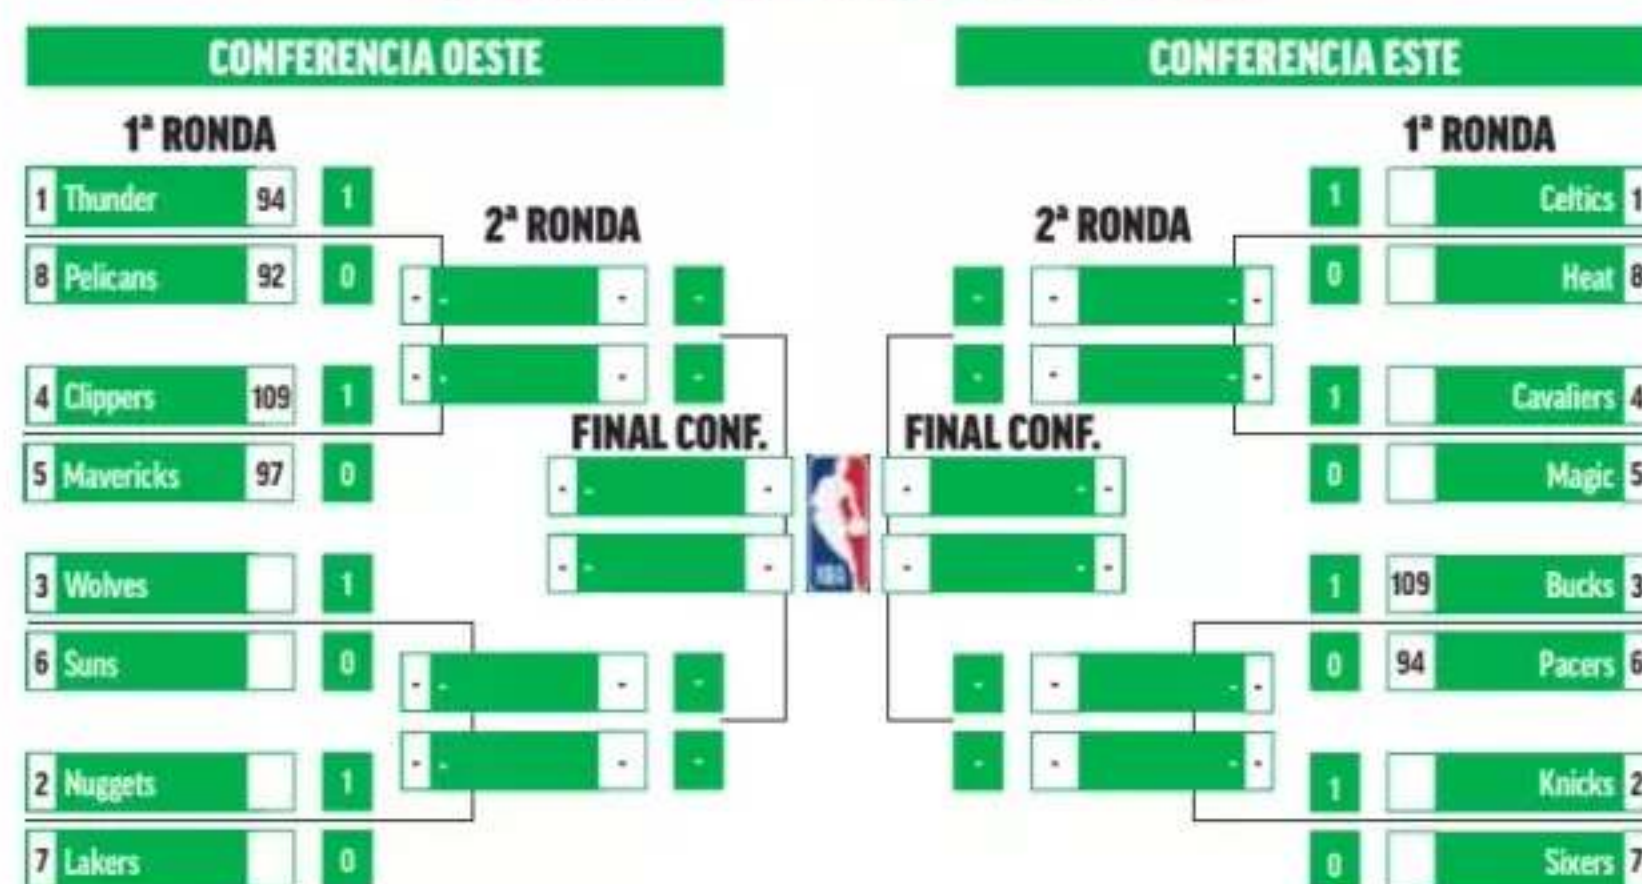 CONFERENCIA OESTE
1ª RONDA
1 Thunder 94 1
8 Pelicans 92 0
4 Clippers 109 1
5 Mavericks 97 0
3 Wolves 1
6 Suns 0
2 Nuggets 1
7 Lakers 0
2ª RONDA
- - - -
- - - -
- - - -
- - - -
FINAL CONF.
- - -
- - -
NBA
CONFERENCIA ESTE
1ª RONDA
1 Celtics 1
0 Heat 8
1 Cavaliers 4
0 Magic 5
1 109 Bucks 3
0 94 Pacers 6
1 Knicks 2
0 Sixers 7
2ª RONDA
- - - -
- - - -
- - - -
- - - -
FINAL CONF.
- - -
- - -